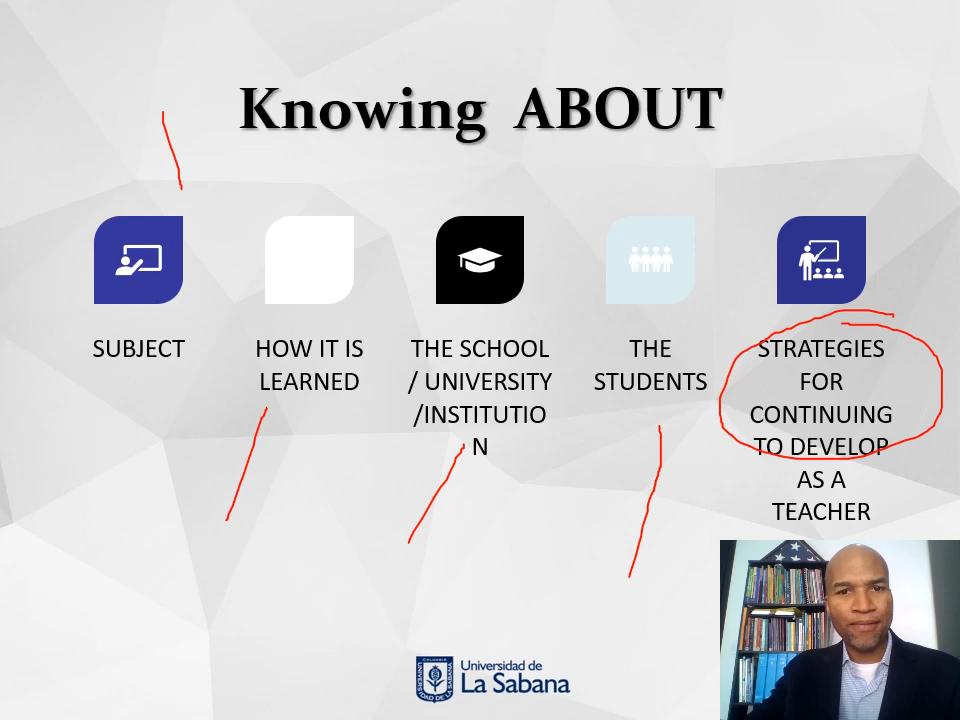 Knowing ABOUT
SUBJECT
HOW IT IS
LEARNED
THE SCHOOL
/ UNIVERSITY
/INSTITUTIO
N
THE
STUDENTS
STRATEGIES
FOR
CONTINUING
TO DEVELOP
AS A
TEACHER
Universidad de
La Sabana